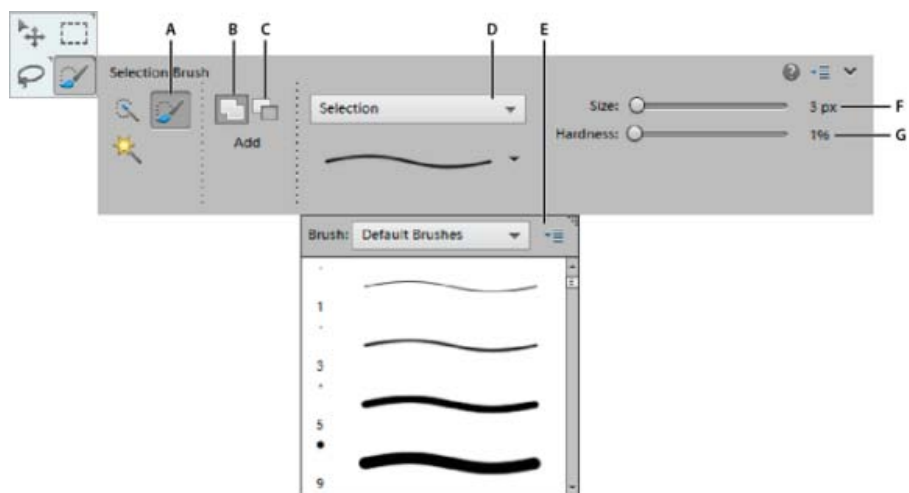 A B C D E
Selection Brush
Selection
Size: 3 px F
Hardness: 1% G
Add
Brush: Default Brushes
1
3
5
9